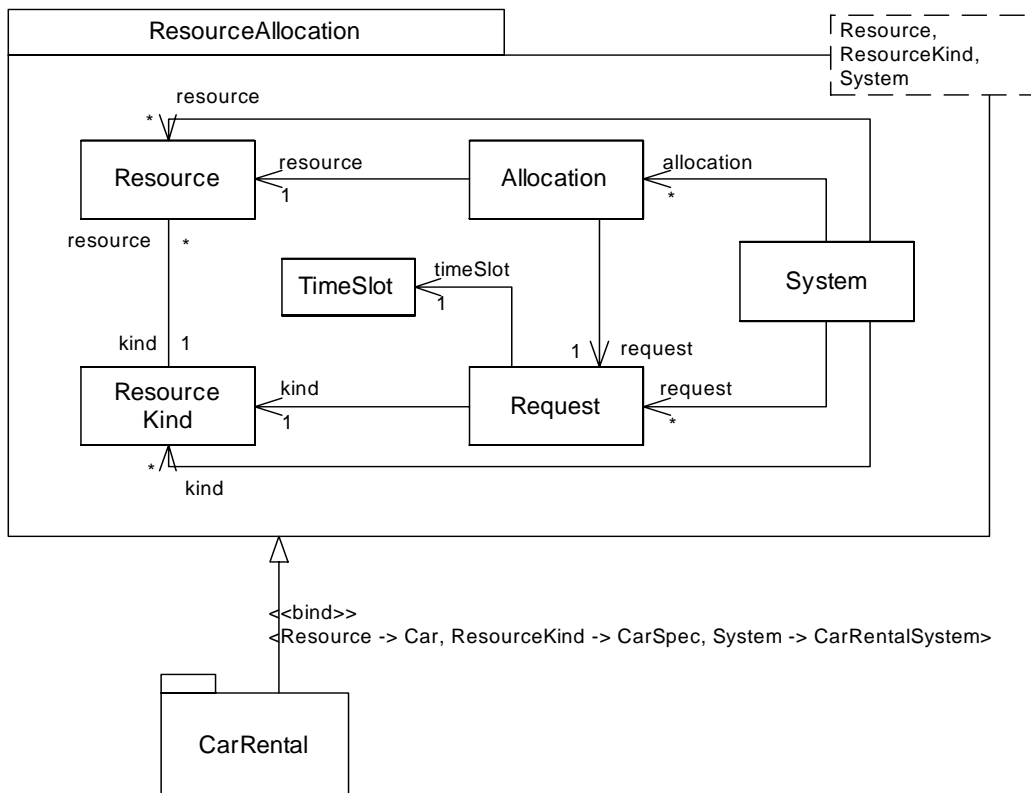 ResourceAllocation
Resource,
ResourceKind,
System
resource
*
Resource
resource
1
Allocation
allocation
*
resource
*
TimeSlot
timeSlot
1
System
kind
1
1
request
Resource
Kind
kind
1
Request
request
*
*
kind
<<bind>>
<Resource -> Car, ResourceKind -> CarSpec, System -> CarRentalSystem>
CarRental